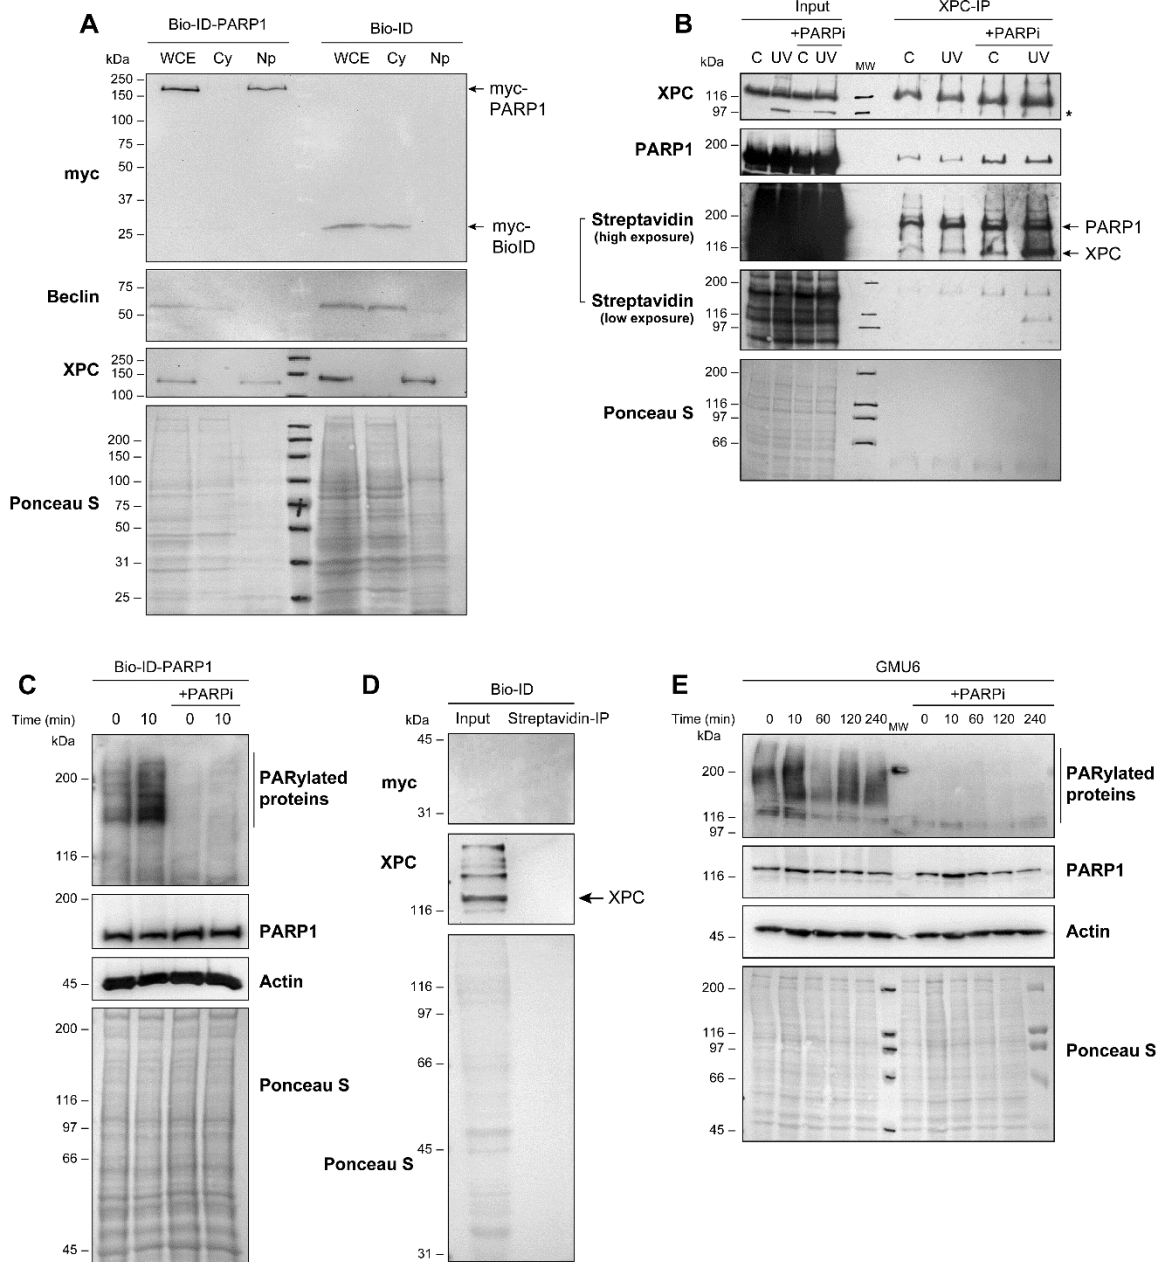 A
Bio-ID-PARP1
Bio-ID
kDa
WCE Cy Np
WCE Cy Np
250
150
100
75
50
37
25
myc
myc-
PARP1
myc-
BioID
75
50
Beclin
250
150
100
XPC
200
150
100
75
50
31
25
Ponceau S
B
Input
XPC-IP
+PARPi
+PARPi
kDa
C UV C UV
MW
C UV C UV
XPC
116
97
*
PARP1
200
Streptavidin
(high exposure)
200
116
PARP1
XPC
Streptavidin
(low exposure)
200
116
97
Ponceau S
200
116
97
66
C
Bio-ID-PARP1
+PARPi
Time (min)
0 10 0 10
kDa
200
116
PARylated
proteins
200
PARP1
45
Actin
200
116
97
66
45
Ponceau S
D
Bio-ID
kDa
Input Streptavidin-IP
45
31
myc
XPC
116
XPC
116
97
66
45
31
Ponceau S
E
GMU6
+PARPi
Time (min)
0 10 60 120 240
MW
0 10 60 120 240
kDa
200
116
97
PARylated
proteins
116
PARP1
45
Actin
200
116
97
66
45
Ponceau S